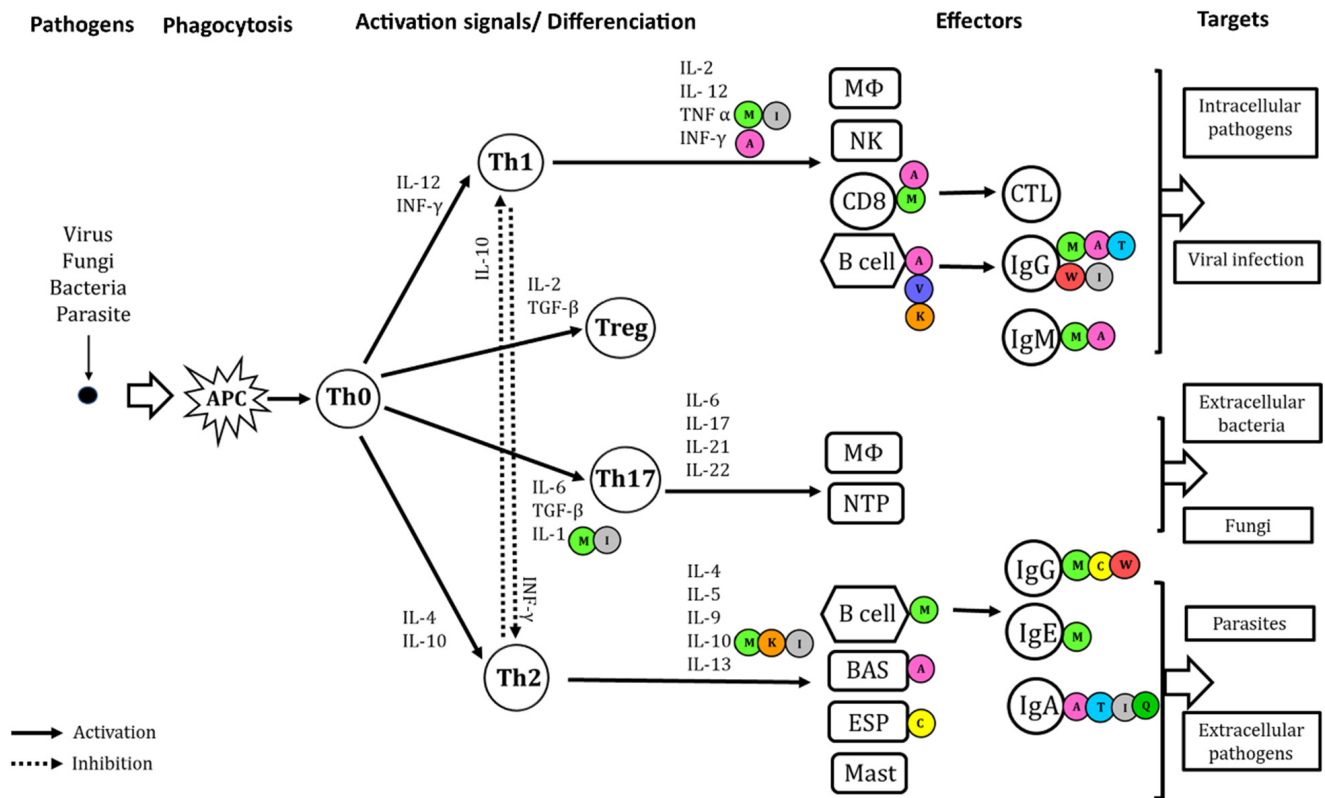 Pathogens
Phagocytosis
Activation signals/ Differenciation
Effectors
Targets
Virus
Fungi
Bacteria
Parasite
APC
Th0
IL-12
INF-γ
Th1
IL-2
IL- 12
TNF α M I
INF-γ
A
MΦ
NK
CD8
A
M
CTL
B cell
A
V
K
IgG
M A T
W I
IgM
M A
Intracellular
pathogens
Viral infection
IL-10
INF-γ
IL-2
TGF-β
Treg
IL-6
TGF-β
IL-1 M I
Th17
IL-6
IL-17
IL-21
IL-22
MΦ
NTP
Extracellular
bacteria
Fungi
IL-4
IL-10
Th2
IL-4
IL-5
IL-9
IL-10 M K I
IL-13
B cell M
BAS A
ESP C
Mast
IgG M C W
IgE M
IgA A T I Q
Parasites
Extracellular
pathogens
Activation
Inhibition